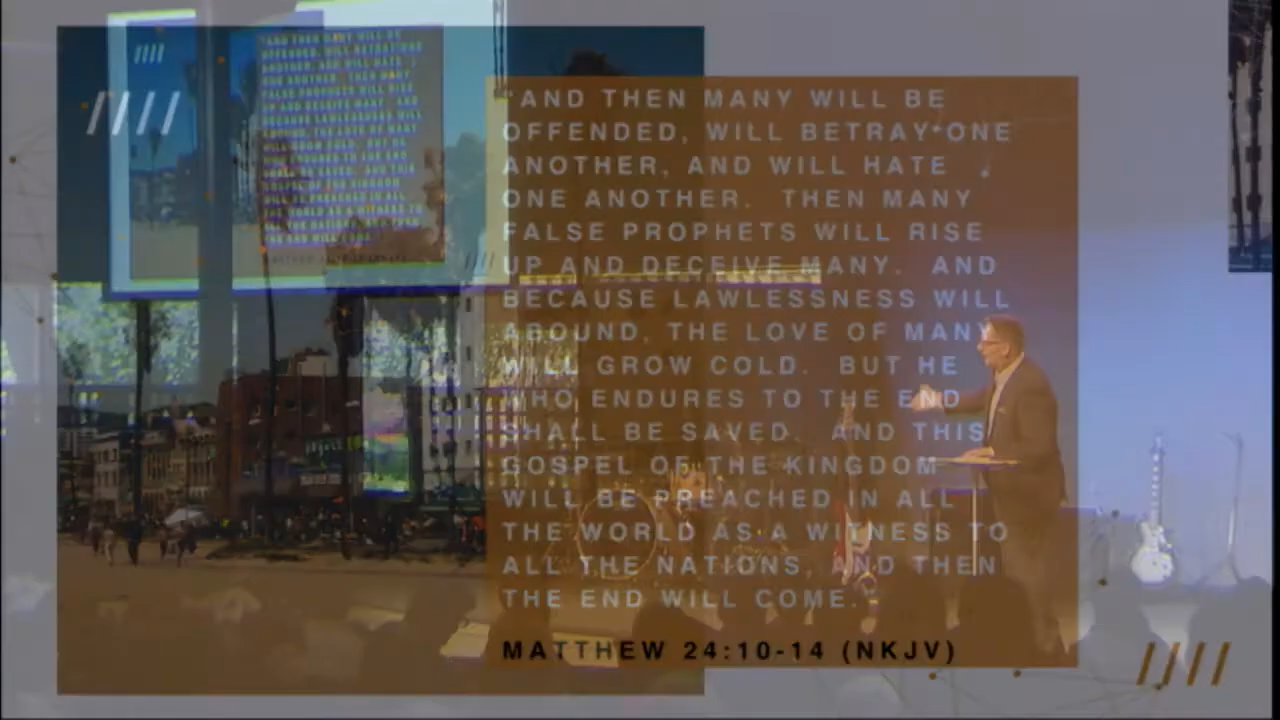 "AND THEN MANY WILL BE
OFFENDED, WILL BETRAY ONE
ANOTHER, AND WILL HATE
ONE ANOTHER. THEN MANY
FALSE PROPHETS WILL RISE
UP AND DECEIVE MANY. AND
BECAUSE LAWLESSNESS WILL
ABOUND, THE LOVE OF MANY
WILL GROW COLD. BUT HE
WHO ENDURES TO THE END
SHALL BE SAVED. AND THIS
GOSPEL OF THE KINGDOM
WILL BE PREACHED IN ALL
THE WORLD AS A WITNESS TO
ALL THE NATIONS, AND THEN
THE END WILL COME.
MATTHEW 24:10-14 (NKJV)